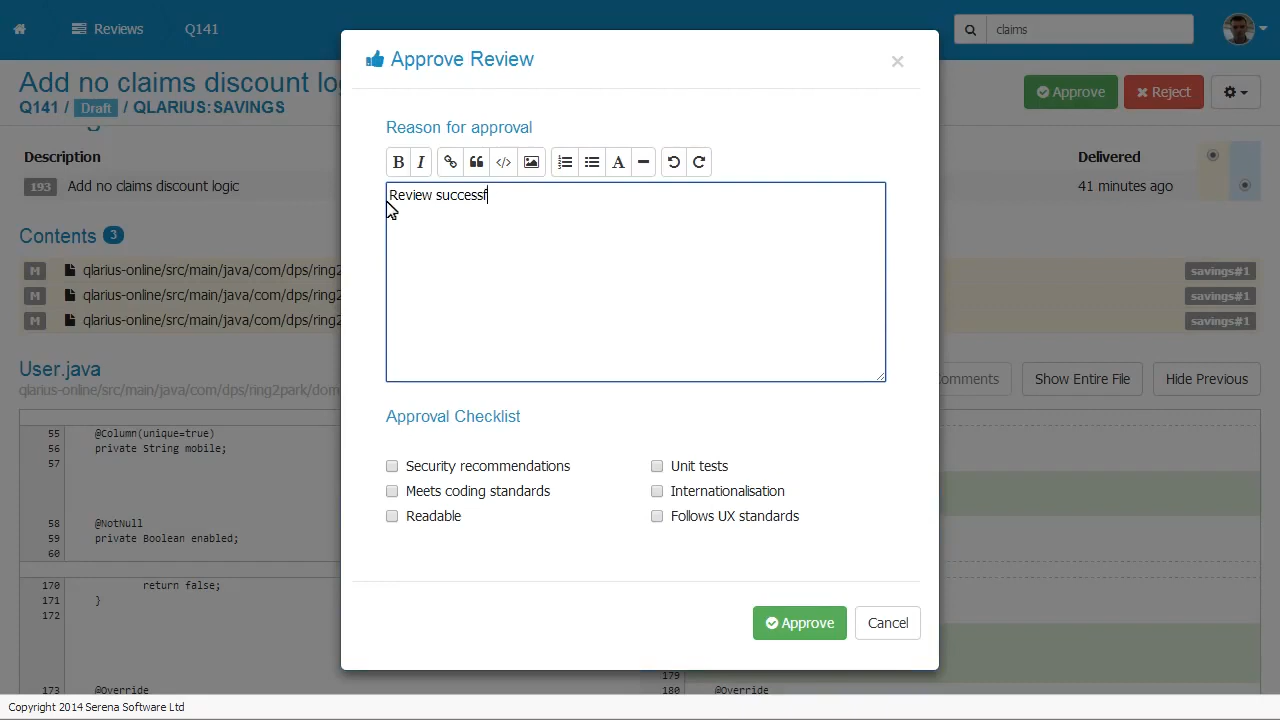 Reviews
Q141
claims
Add no claims discount lo
Q141 / Draft / QLARIUS:SAVINGS
Approve
Reject
Approve Review
×
Reason for approval
B I </> A
Review successf
Description
Delivered
193 Add no claims discount logic
41 minutes ago
Contents 3
M qlarius-online/src/main/java/com/dps/ring2
savings#1
M qlarius-online/src/main/java/com/dps/ring2
savings#1
M qlarius-online/src/main/java/com/dps/ring2
savings#1
User.java
qlarius-online/src/main/java/com/dps/ring2park/dom
omments
Show Entire File
Hide Previous
Approval Checklist
Security recommendations
Unit tests
Meets coding standards
Internationalisation
Readable
Follows UX standards
Approve
Cancel
55 @Column(unique=true)
56 private String mobile;
57
58 @NotNull
59 private Boolean enabled;
60
170 return false;
171 }
172
179
173 @Override
180 @Override
Copyright 2014 Serena Software Ltd